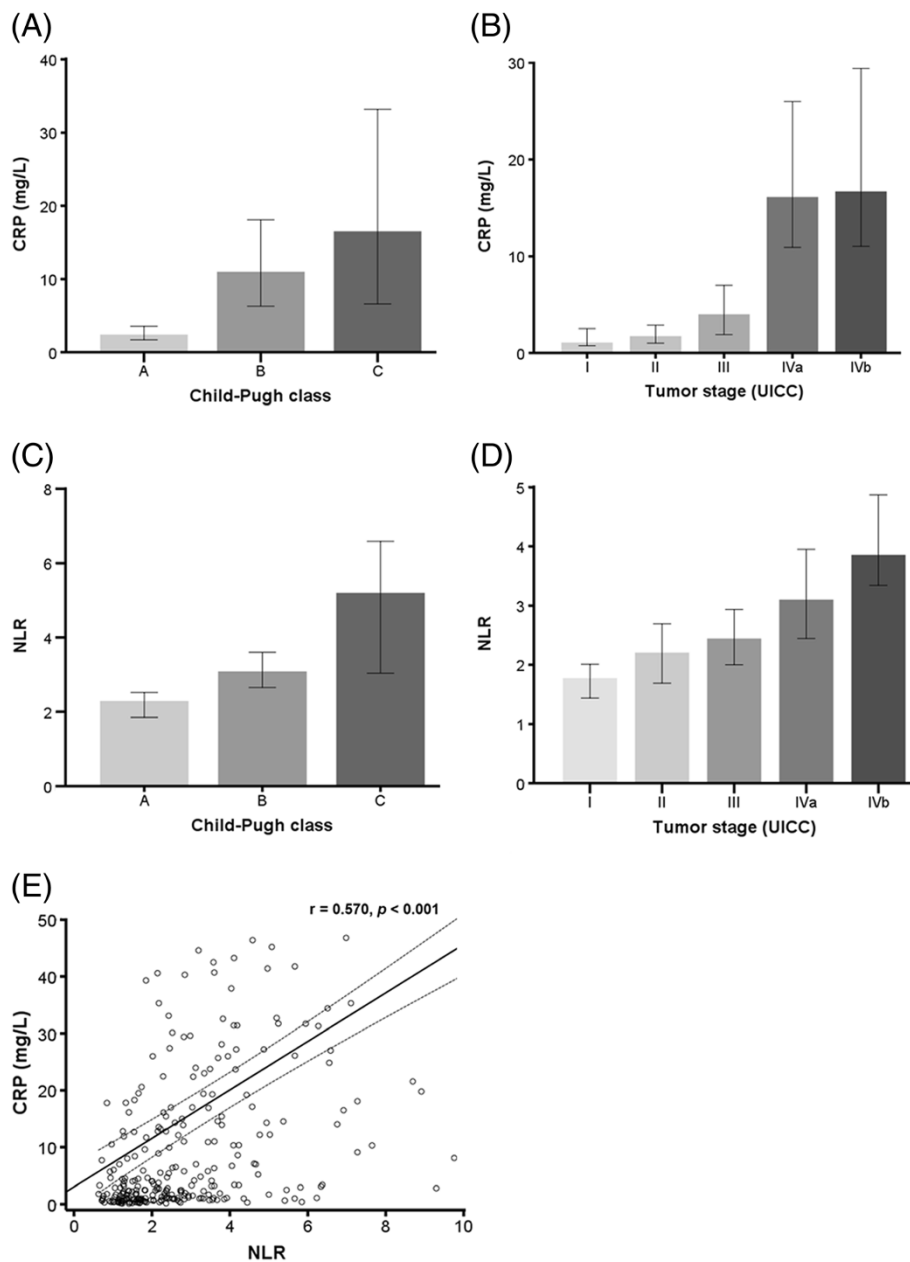 (A)
CRP (mg/L)
40
30
20
10
0
A
B
C
Child-Pugh class
(B)
CRP (mg/L)
30
20
10
0
I
II
III
IVa
IVb
Tumor stage (UICC)
(C)
NLR
8
6
4
2
0
A
B
C
Child-Pugh class
(D)
NLR
5
4
3
2
1
0
I
II
III
IVa
IVb
Tumor stage (UICC)
(E)
r = 0.570, p < 0.001
CRP (mg/L)
50
40
30
20
10
0
0
2
4
6
8
10
NLR